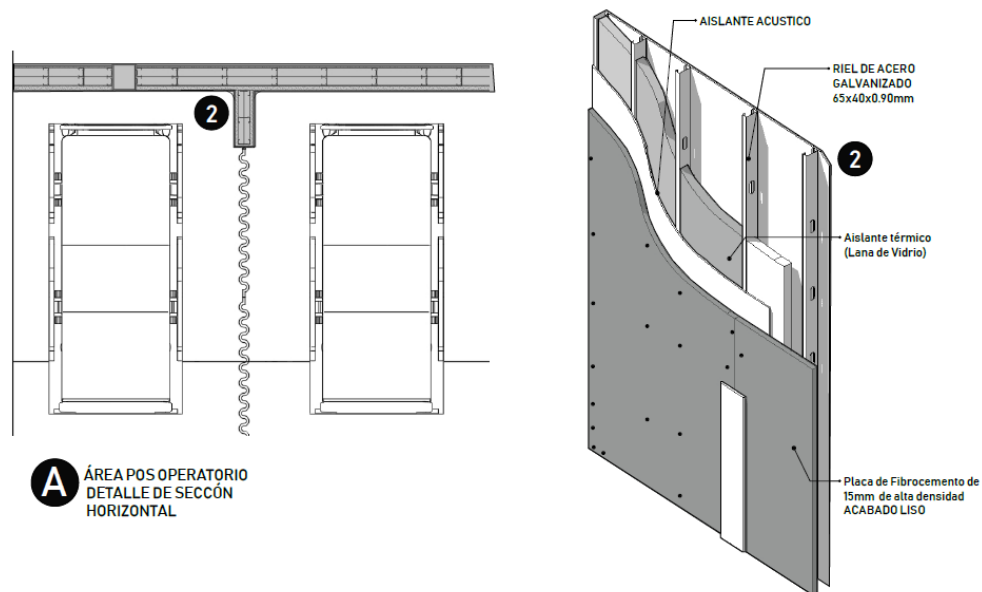 2
A
ÁREA POS OPERATORIO
DETALLE DE SECCÓN
HORIZONTAL
AISLANTE ACUSTICO
RIEL DE ACERO
GALVANIZADO
65x40x0.90mm
2
Aislante térmico
(Lana de Vidrio)
Placa de Fibrocemento de
15mm de alta densidad
ACABADO LISO